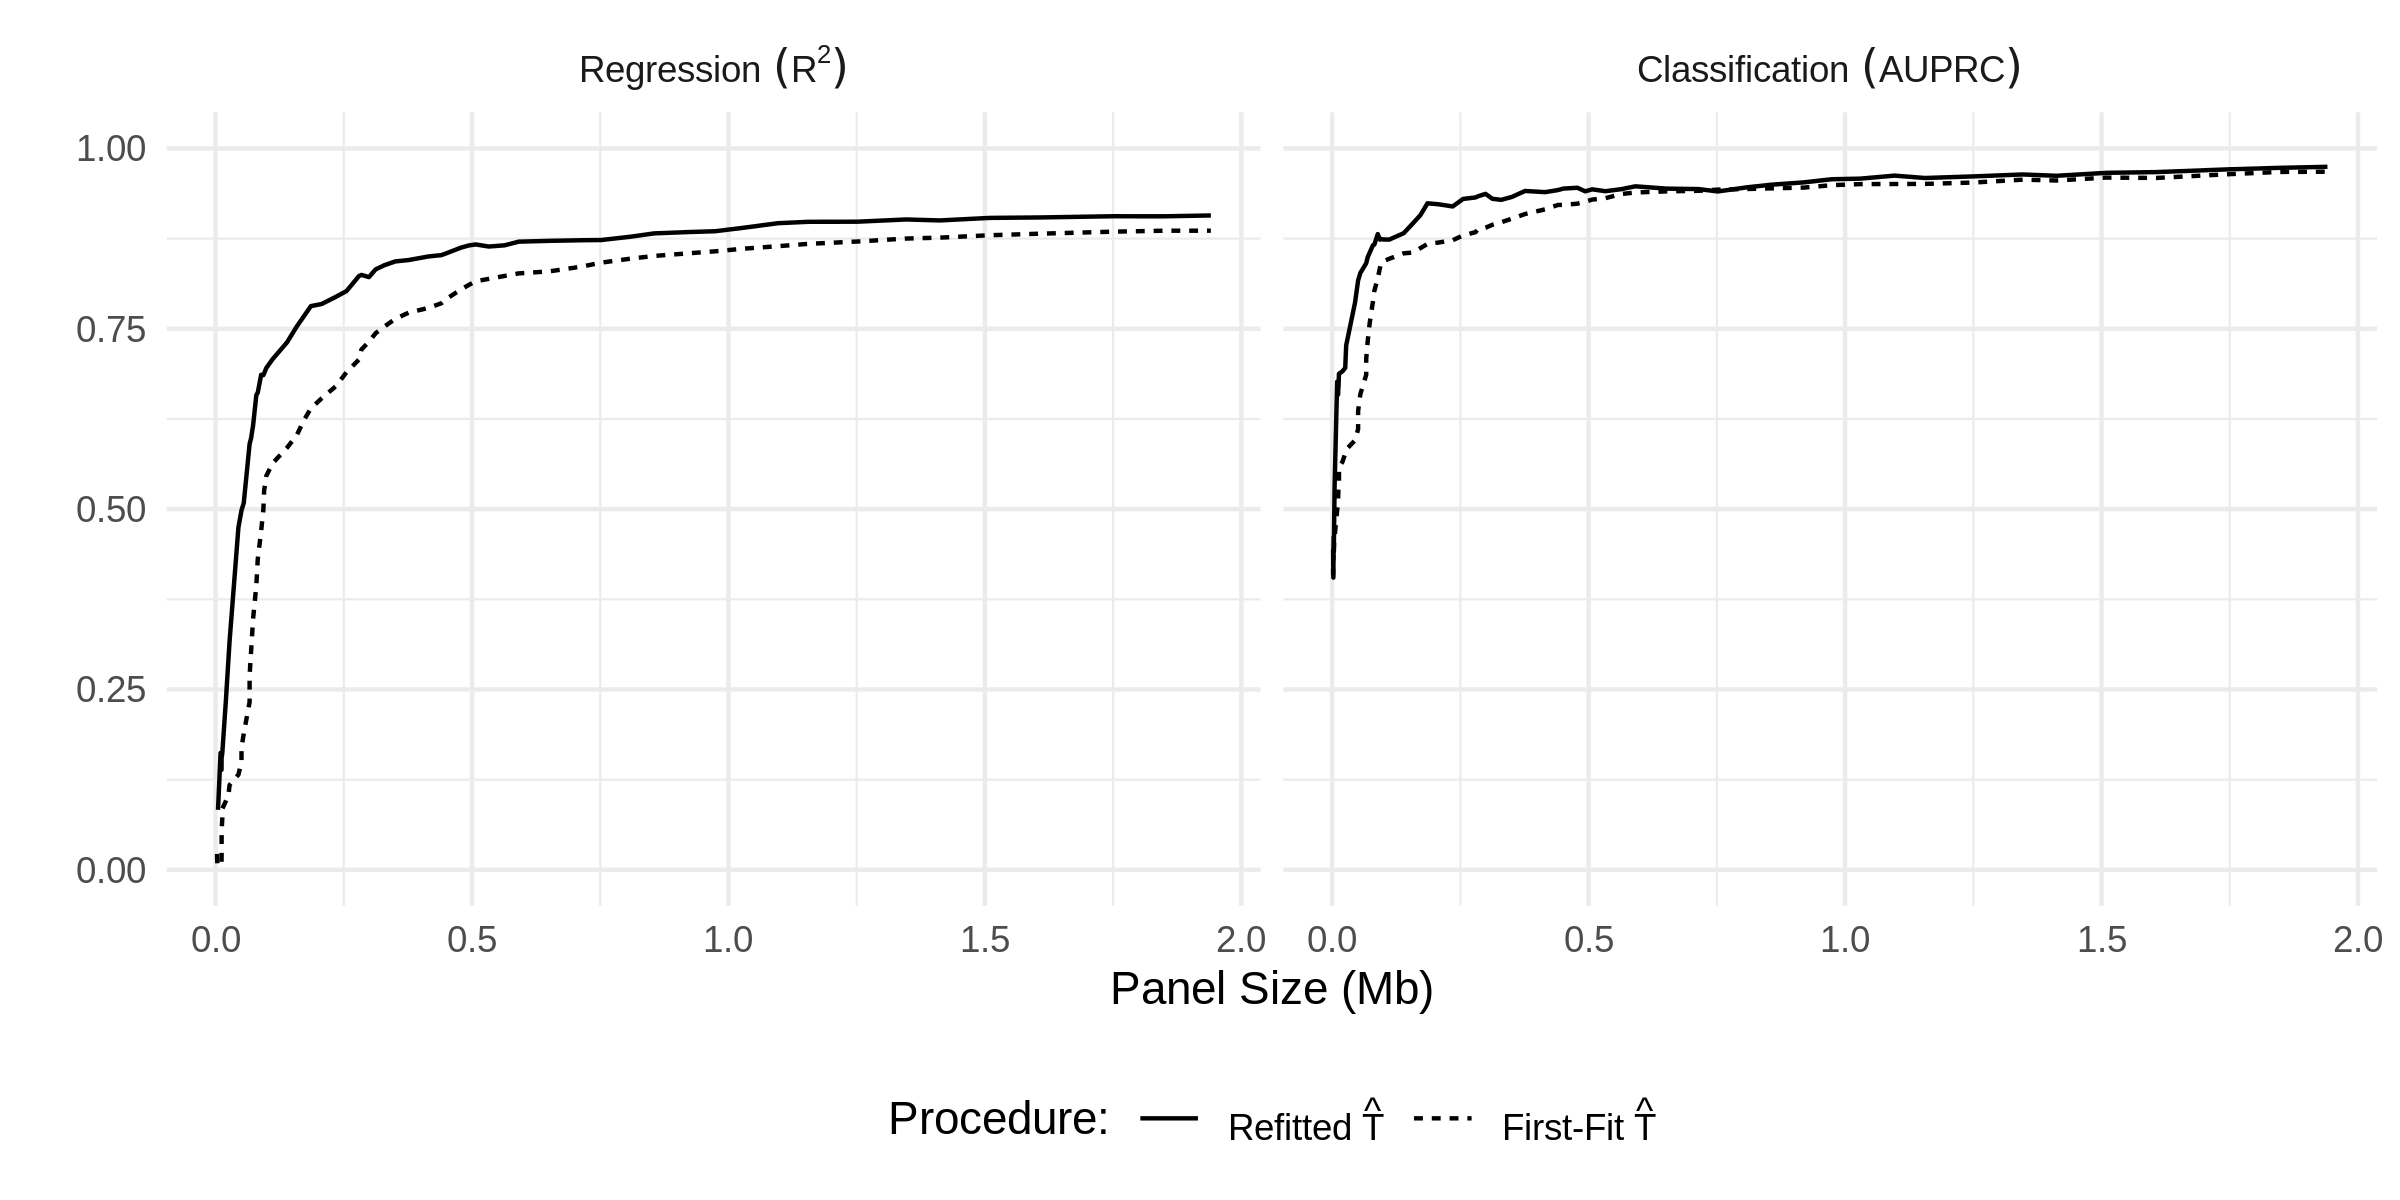 Regression (R²)
Classification (AUPRC)
1.00
0.75
0.50
0.25
0.00
0.0 0.5 1.0 1.5 2.0
0.0 0.5 1.0 1.5 2.0
Panel Size (Mb)
Procedure: Refitted T̂ First-Fit T̂